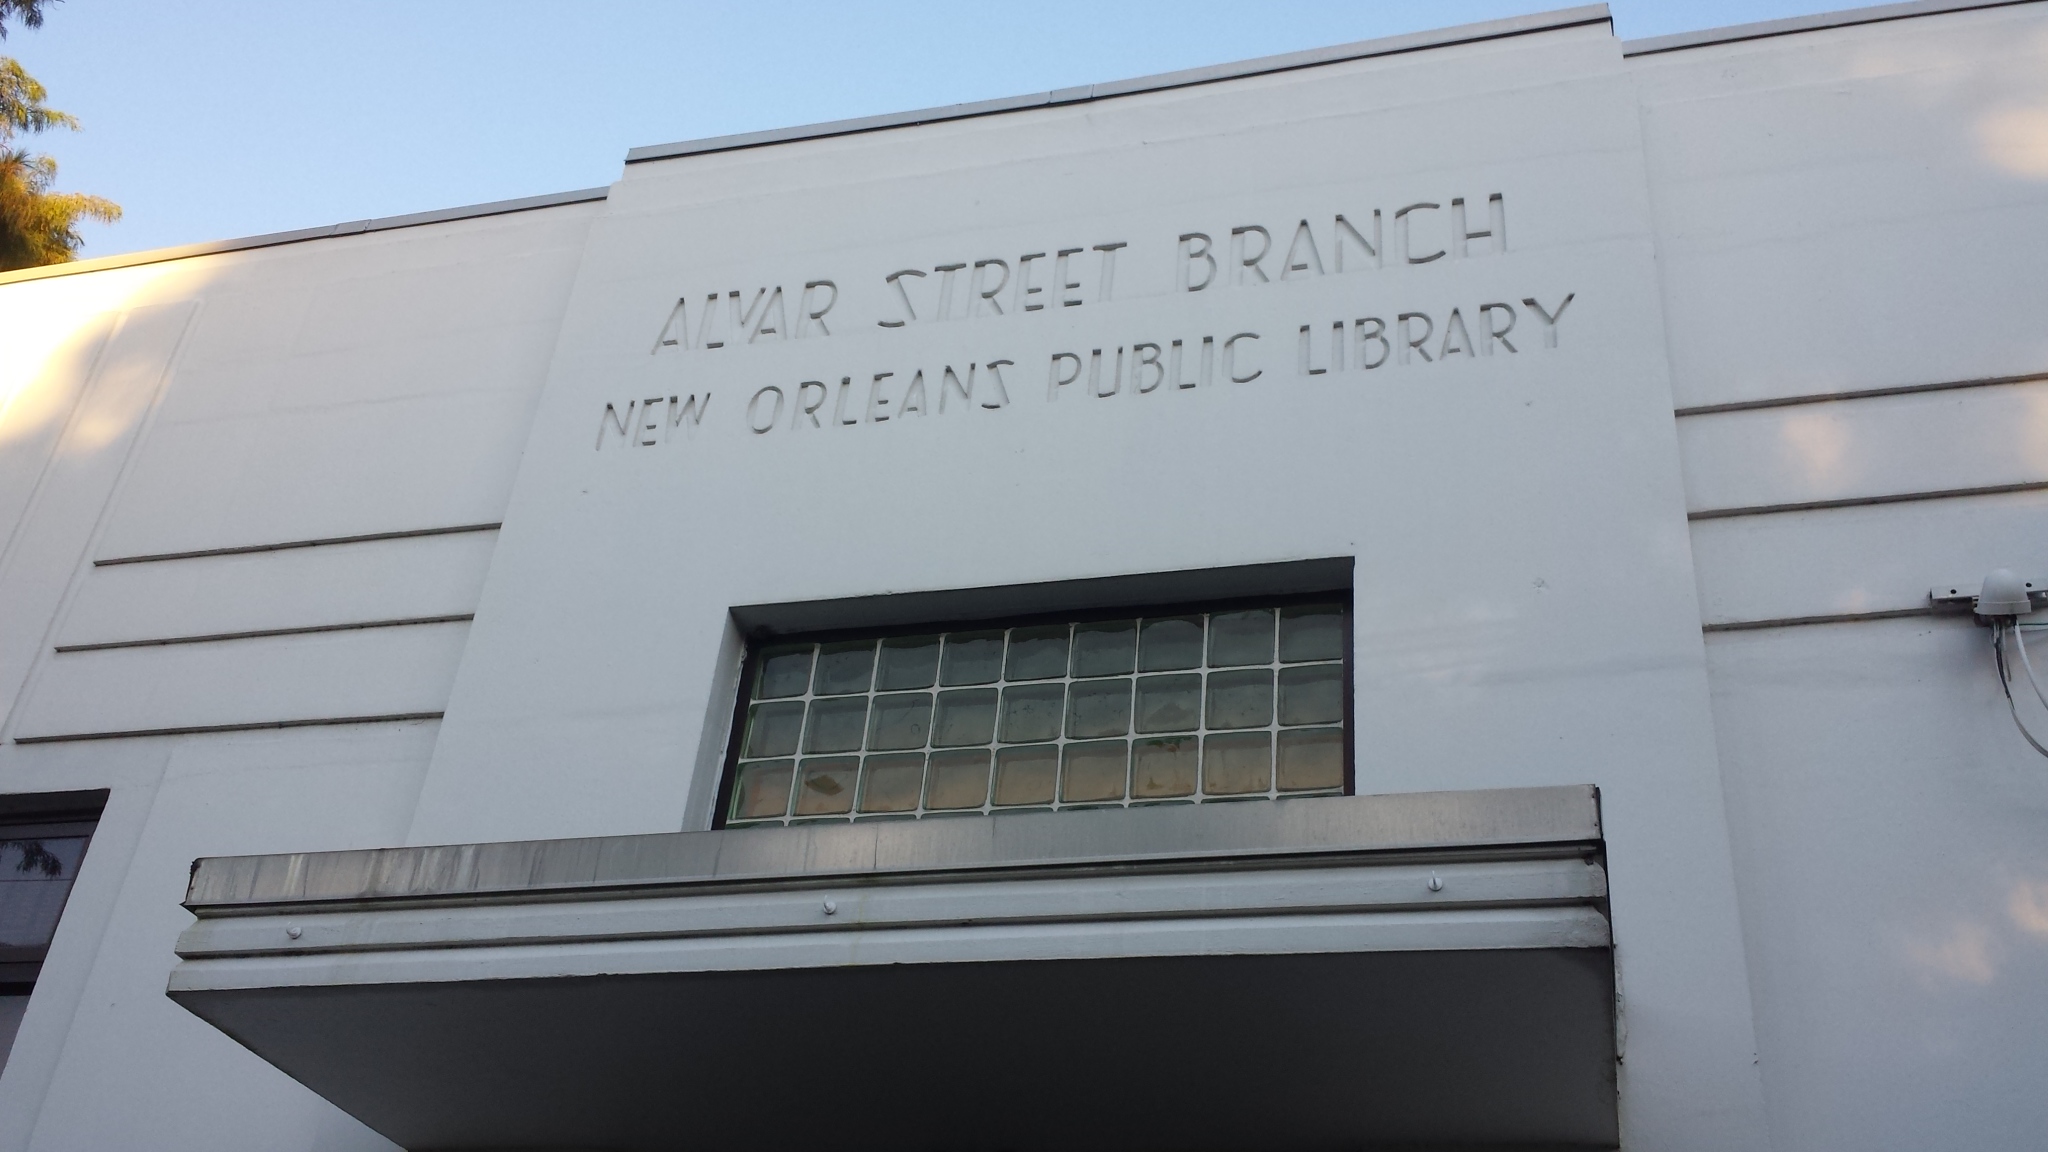 ALVAR STREET BRANCH
NEW ORLEANS PUBLIC LIBRARY